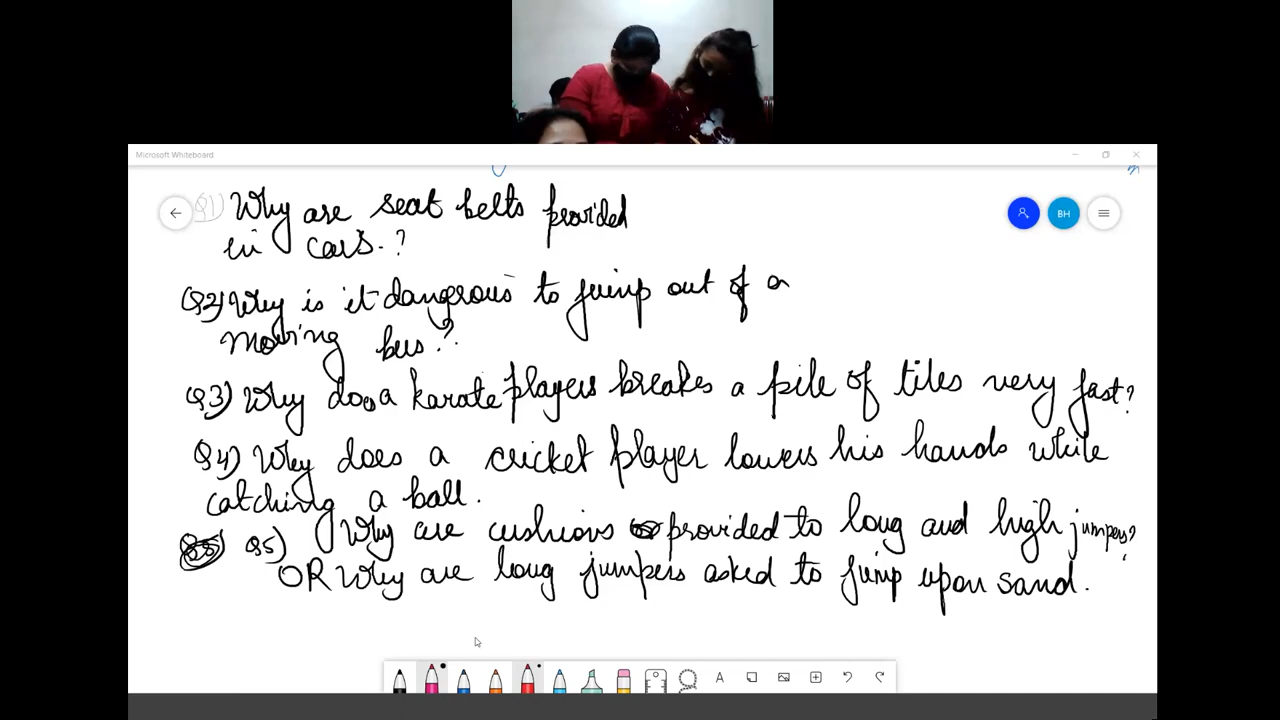 Microsoft Whiteboard
Q1) Why are seat belts provided
in cars.?
BH
Q2) Why is it dangrous to jump out of a
moving bus.?
Q3) Why does a karate players breakes a pile of tiles very fast?
Q4) Why does a cricket player lowers his hands while
catching a ball.
Q5) Why are cushions provided to long and high jumpers?
OR Why are long jumpers asked to jump upon sand.
A